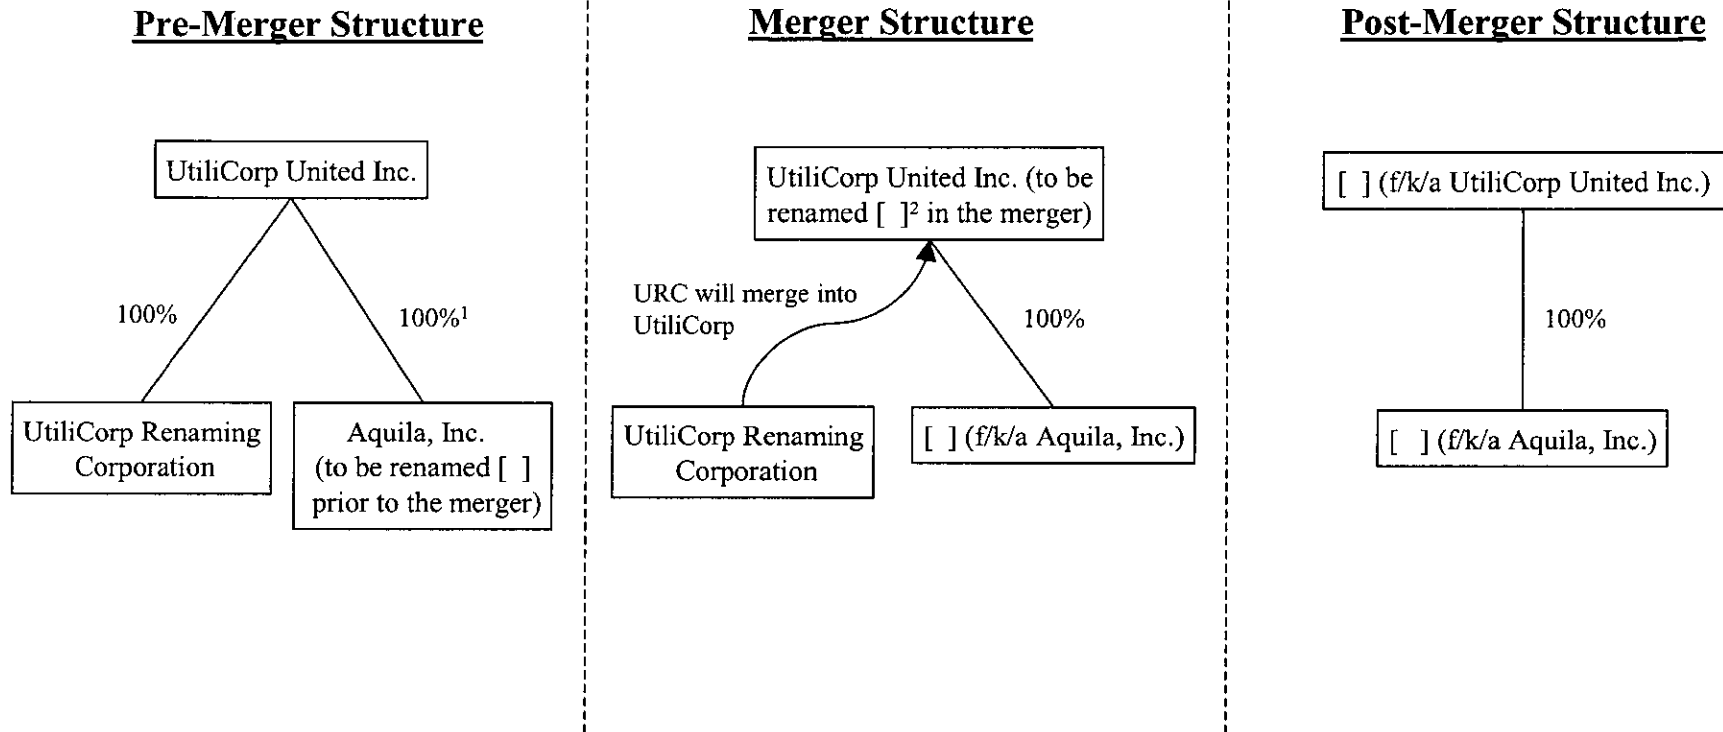 Pre-Merger Structure
UtiliCorp United Inc.
100%
100%¹
UtiliCorp Renaming
Corporation
Aquila, Inc.
(to be renamed [ ]
prior to the merger)
Merger Structure
UtiliCorp United Inc. (to be
renamed [ ]² in the merger)
URC will merge into
UtiliCorp
100%
UtiliCorp Renaming
Corporation
[ ] (f/k/a Aquila, Inc.)
Post-Merger Structure
[ ] (f/k/a UtiliCorp United Inc.)
100%
[ ] (f/k/a Aquila, Inc.)